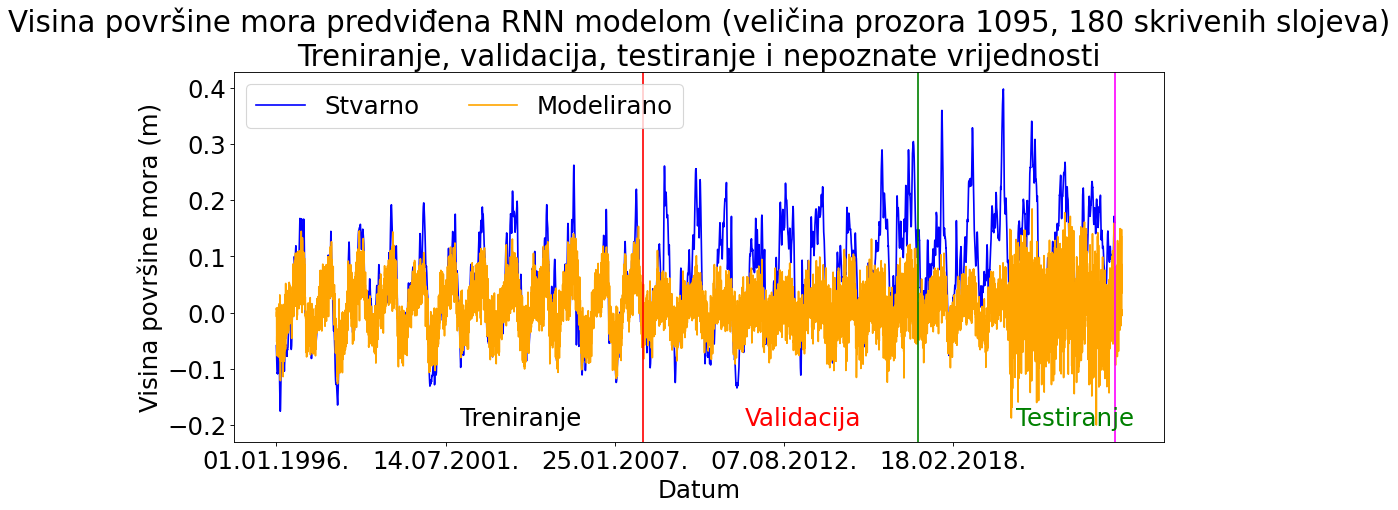 Visina površine mora predviđena RNN modelom (veličina prozora 1095, 180 skrivenih slojeva)
Treniranje, validacija, testiranje i nepoznate vrijednosti
Stvarno
Modelirano
Visina površine mora (m)
0.4
0.3
0.2
0.1
0.0
−0.1
−0.2
Treniranje
Validacija
Testiranje
01.01.1996.
14.07.2001.
25.01.2007.
07.08.2012.
18.02.2018.
Datum